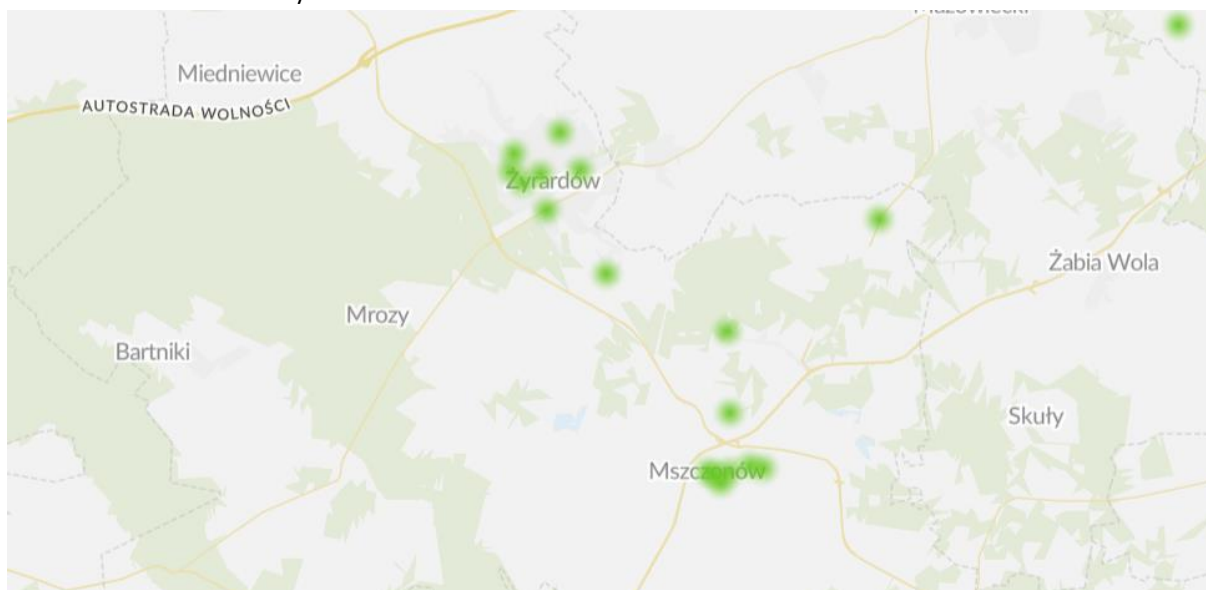 Miedniewice
AUTOSTRADA WOLNOŚCI
Żyrardów
Żabia Wola
Mrozy
Bartniki
Skuły
Mszczonów